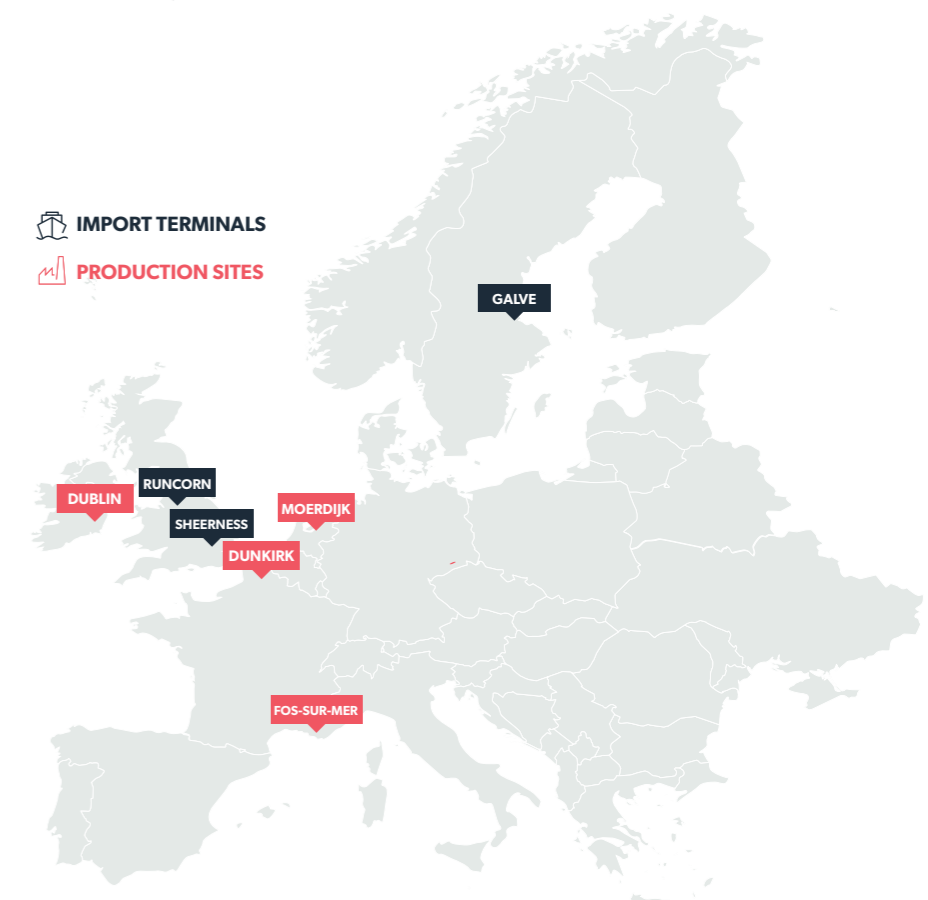 IMPORT TERMINALS
PRODUCTION SITES
GALVE
RUNCORN
DUBLIN
MOERDIJK
SHEERNESS
DUNKIRK
FOS-SUR-MER